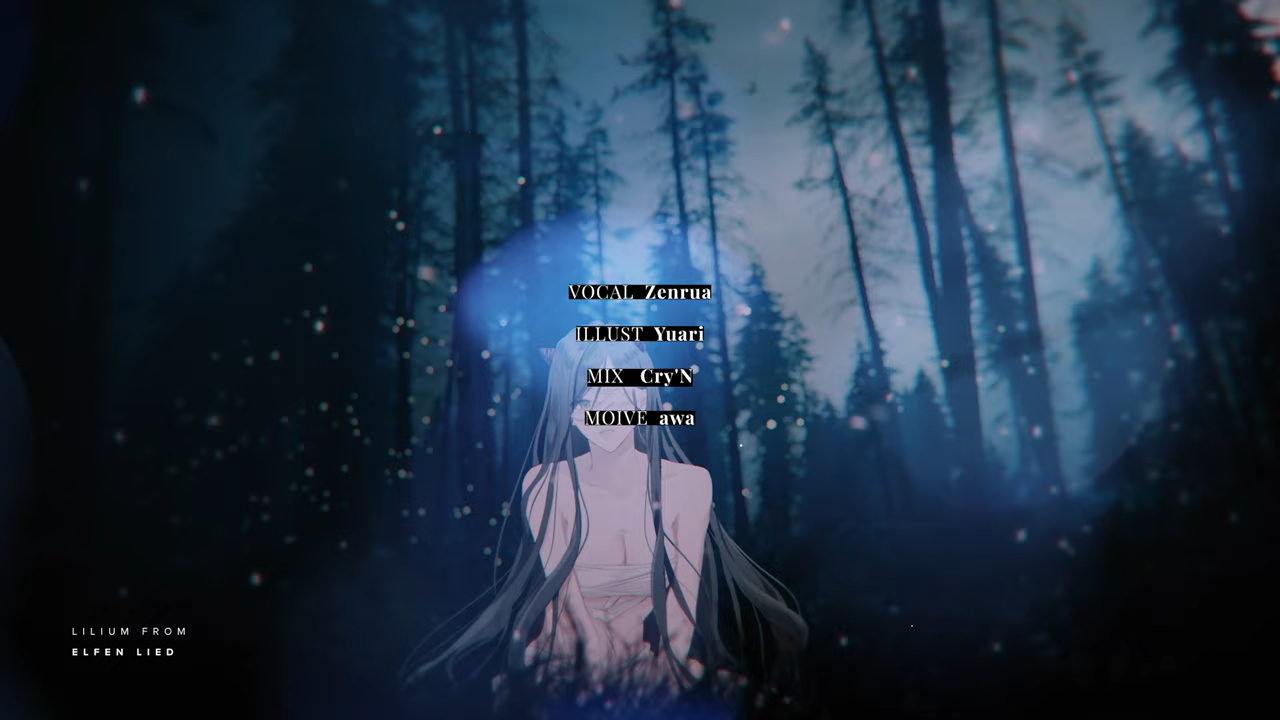 VOCAL Zenrua
ILLUST Yuari
MIX Cry'N
MOIVE awa
LILIUM FROM
ELFEN LIED